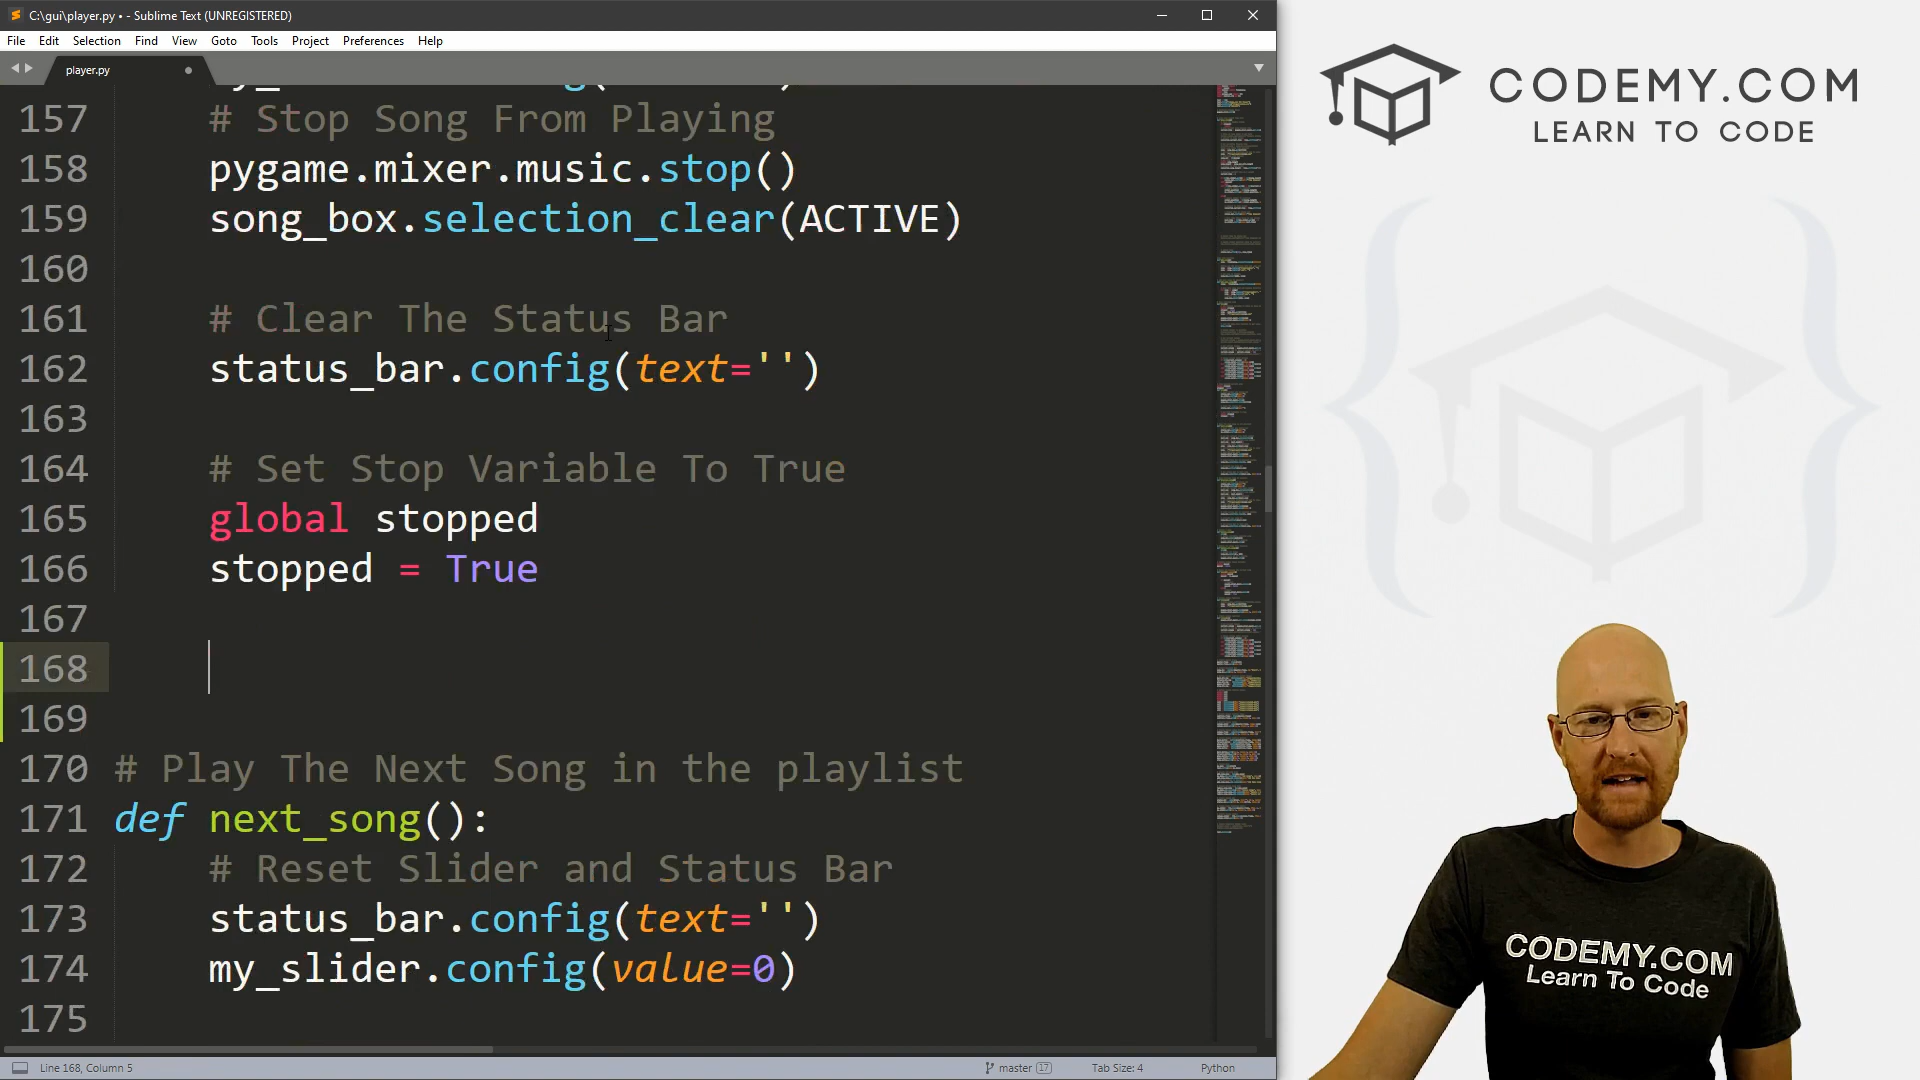 C:\gui\player.py • - Sublime Text (UNREGISTERED)
File Edit Selection Find View Goto Tools Project Preferences Help
player.py
157 # Stop Song From Playing
158 pygame.mixer.music.stop()
159 song_box.selection_clear(ACTIVE)
160
161 # Clear The Status Bar
162 status_bar.config(text='')
163
164 # Set Stop Variable To True
165 global stopped
166 stopped = True
167
168
169
170 # Play The Next Song in the playlist
171 def next_song():
172 # Reset Slider and Status Bar
173 status_bar.config(text='')
174 my_slider.config(value=0)
175
Line 168, Column 5
master 17
Tab Size: 4
Python
CODEMY.COM
LEARN TO CODE
CODEMY.COM
Learn To Code